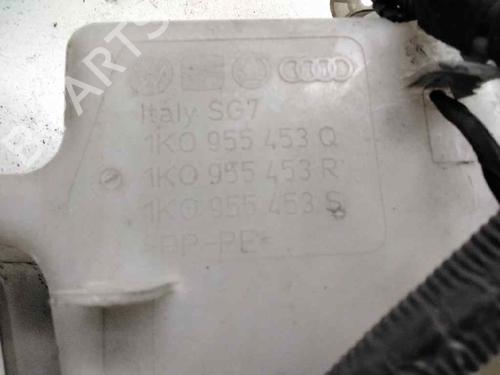 Italy SG7
1K0 955 453 Q
1K0 955 453 R
1K0 955 453 S
>PP-PE<